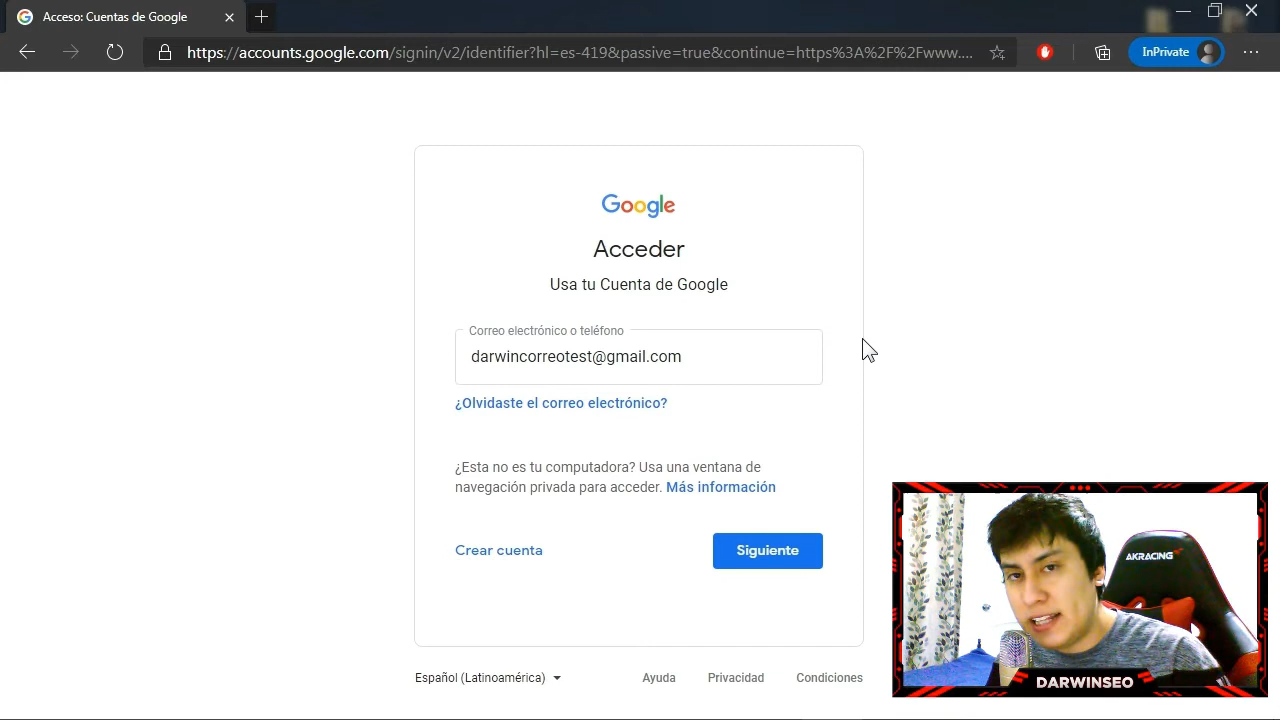 Acceso: Cuentas de Google
https://accounts.google.com/signin/v2/identifier?hl=es-419&passive=true&continue=https%3A%2F%2Fwww....
InPrivate
Google
Acceder
Usa tu Cuenta de Google
Correo electrónico o teléfono
darwincorreotest@gmail.com
¿Olvidaste el correo electrónico?
¿Esta no es tu computadora? Usa una ventana de
navegación privada para acceder. Más información
Crear cuenta
Siguiente
AKRACING
DARWINSEO
Español (Latinoamérica)
Ayuda
Privacidad
Condiciones